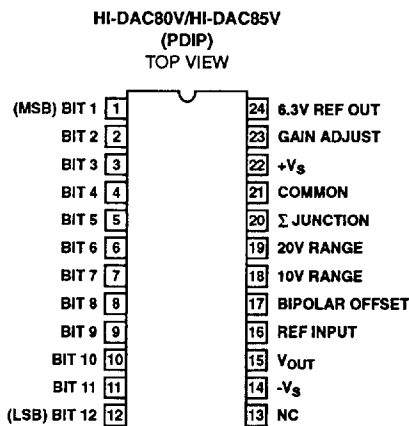 HI-DAC80V/HI-DAC85V
(PDIP)
TOP VIEW
(MSB) BIT 1 1 24 6.3V REF OUT
BIT 2 2 23 GAIN ADJUST
BIT 3 3 22 +VS
BIT 4 4 21 COMMON
BIT 5 5 20 Σ JUNCTION
BIT 6 6 19 20V RANGE
BIT 7 7 18 10V RANGE
BIT 8 8 17 BIPOLAR OFFSET
BIT 9 9 16 REF INPUT
BIT 10 10 15 VOUT
BIT 11 11 14 -VS
(LSB) BIT 12 12 13 NC